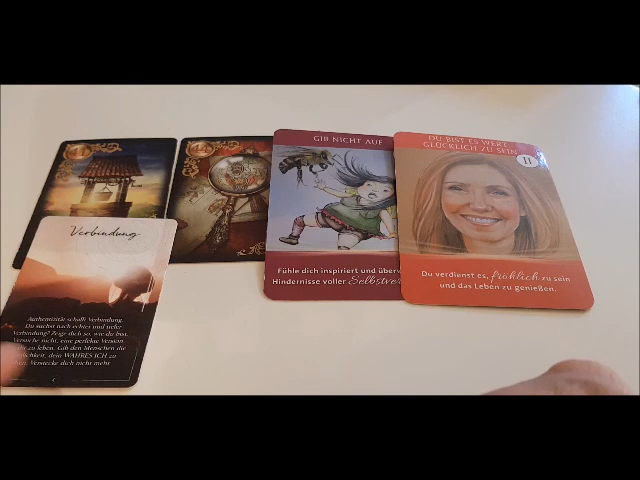 GIB NICHT AUF
Fühle dich inspiriert und
Hindernisse voller
DU BIST ES WERT
GLÜCKLICH ZU SEIN
11
Du verdienst es, fröhlich zu sein
und das Leben zu genießen.
Verbindung
Authentizität schafft Verbindung.
Du suchst nach echter und tiefer
Verbindung? Zeige dich so, wie du bist.
Versuche nicht, eine perfekte Version
zu leben. Gib den Menschen die
dein WAHRES ICH zu
Verstecke dich nicht mehr